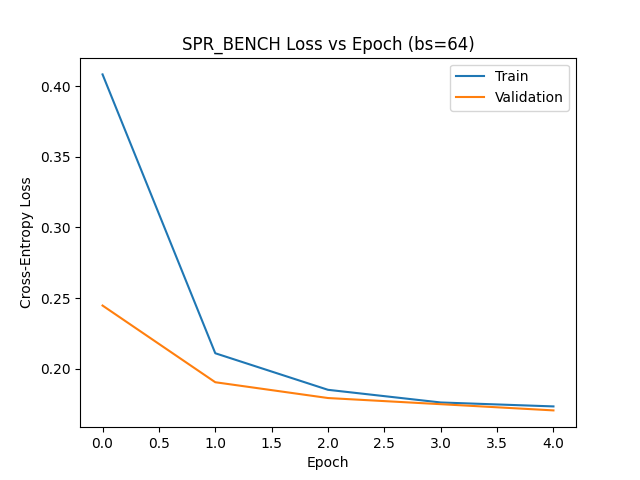 SPR_BENCH Loss vs Epoch (bs=64)
Train
Validation
Cross-Entropy Loss
0.40
0.35
0.30
0.25
0.20
0.0 0.5 1.0 1.5 2.0 2.5 3.0 3.5 4.0
Epoch